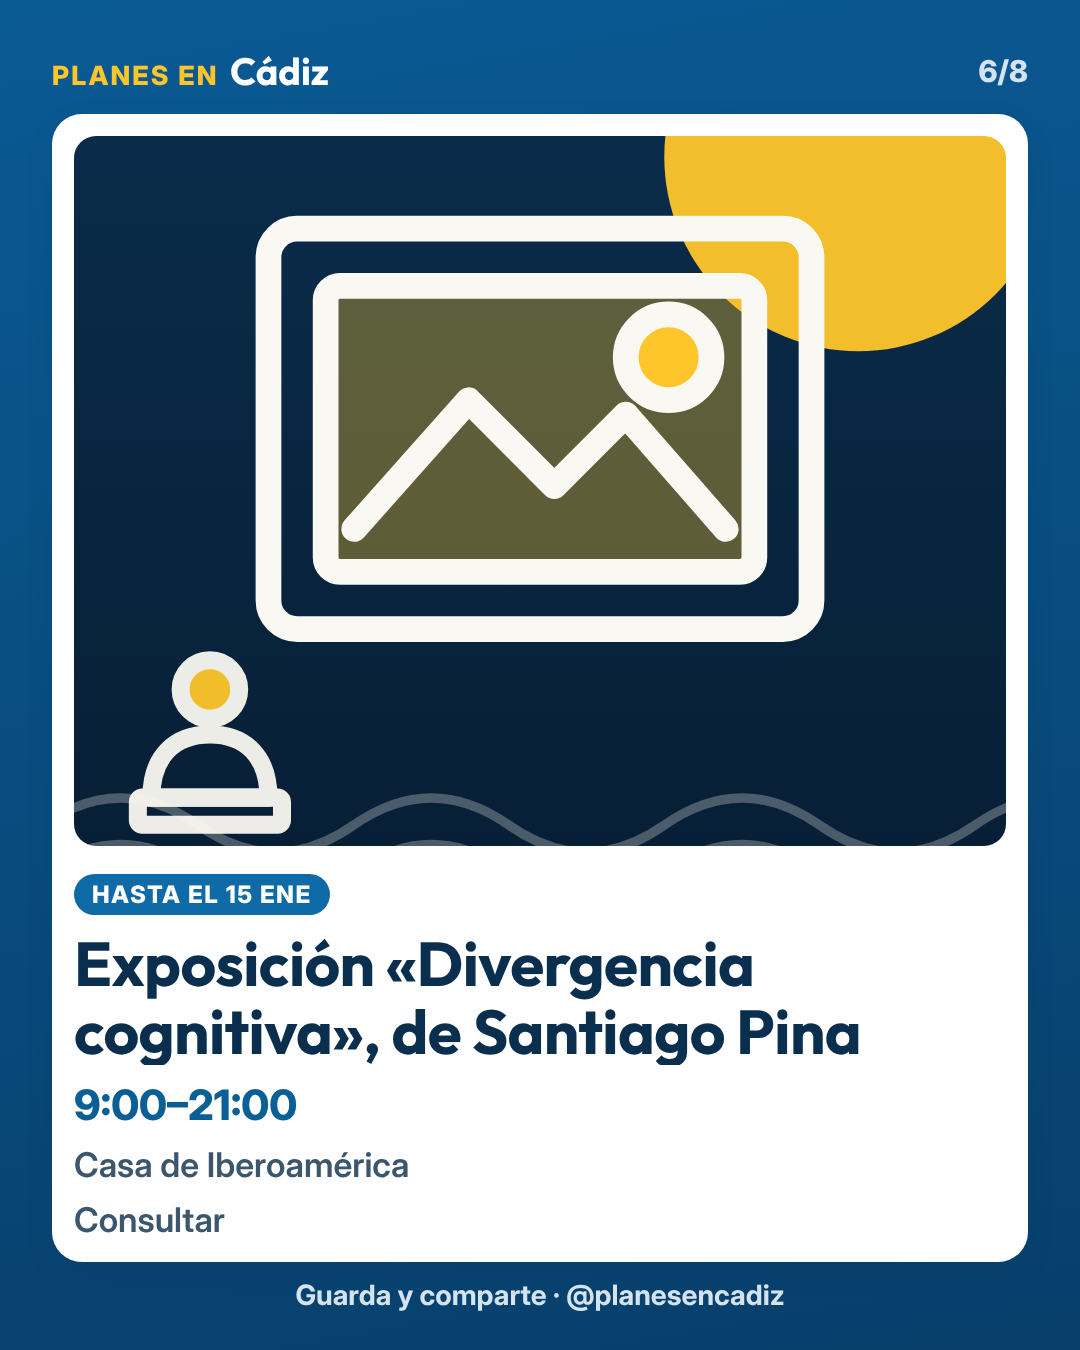 PLANES EN Cádiz
6/8
HASTA EL 15 ENE
Exposición «Divergencia
cognitiva», de Santiago Pina
9:00–21:00
Casa de Iberoamérica
Consultar
Guarda y comparte · @planesencadiz